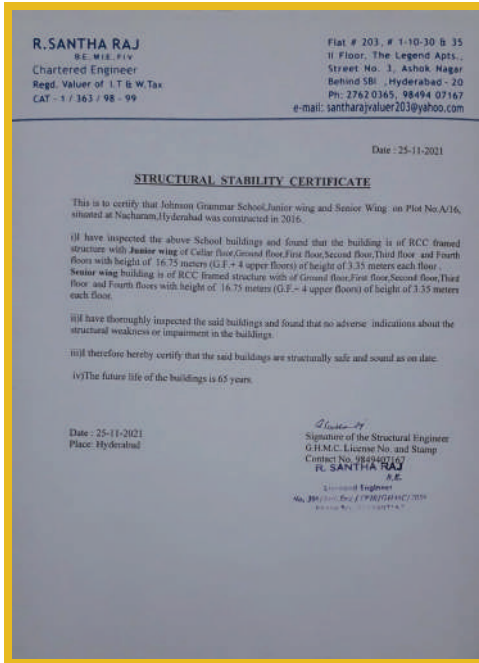 R.SANTHA RAJ
B.E.,M.I.E.,F.I.V
Chartered Engineer
Regd. Valuer of I.T & W.Tax
CAT - 1 / 363 / 98 - 99
Flat # 203, # 1-10-30 & 35
II Floor, The Legend Apts.,
Street No. 3, Ashok Nagar
Behind SBI , Hyderabad - 20
Ph: 2762 0365, 98494 07167
e-mail: santharajvaluer203@yahoo.com
Date : 25-11-2021
STRUCTURAL STABILITY CERTIFICATE
This is to certify that Johnson Grammar School,Junior wing and Senior Wing on Plot No.A/16,
situated at Nacharam,Hyderabad was constructed in 2016.
i)I have inspected the above School buildings and found that the building is of RCC framed
structure with Junior wing of Cellar floor,Ground floor,First floor,Second floor,Third floor and Fourth
floors with height of 16.75 meters (G.F.+ 4 upper floors) of height of 3.35 meters each floor .
Senior wing building is of RCC framed structure with of Ground floor,First floor,Second floor,Third
floor and Fourth floors with height of 16.75 meters (G.F.+ 4 upper floors) of height of 3.35 meters
each floor.
ii)I have thoroughly inspected the said buildings and found that no adverse indications about the
structural weakness or impairment in the buildings.
iii)I therefore hereby certify that the said buildings are structurally safe and sound as on date.
iv)The future life of the buildings is 65 years.
Date : 25-11-2021
Place: Hyderabad
Signature of the Structural Engineer
G.H.M.C. License No. and Stamp
Contact No. 9849407167
R. SANTHA RAJ
B.E.
Engineer